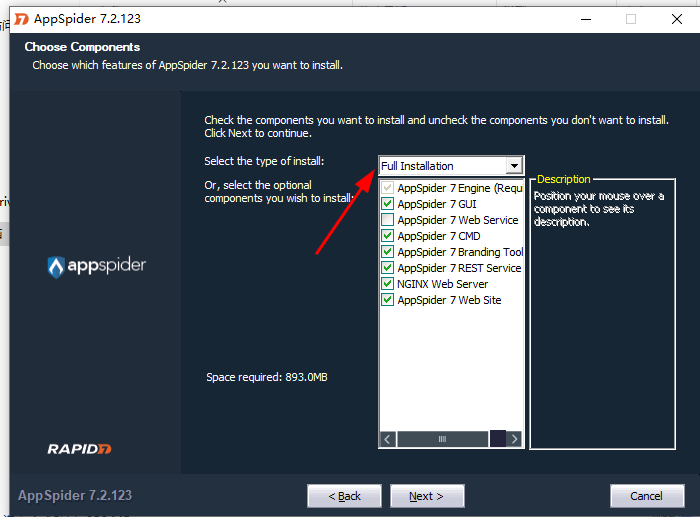 AppSpider 7.2.123
Choose Components
Choose which features of AppSpider 7.2.123 you want to install.
Check the components you want to install and uncheck the components you don't want to install.
Click Next to continue.
Select the type of install:
Full Installation
Or, select the optional
components you wish to install:
AppSpider 7 Engine (Requ
AppSpider 7 GUI
AppSpider 7 Web Service
AppSpider 7 CMD
AppSpider 7 Branding Tool
AppSpider 7 REST Service
NGINX Web Server
AppSpider 7 Web Site
Description
Position your mouse over a
component to see its
description.
appspider
Space required: 893.0MB
RAPID7
AppSpider 7.2.123
< Back
Next >
Cancel